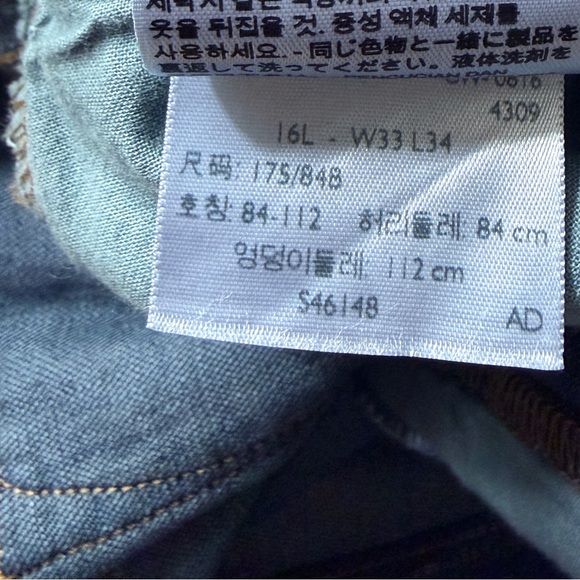 옷을 뒤집을 것. 중성 액체 세제를
사용하세요. - 同じ色物と一緒に製品を
裏返して洗ってください。液体洗剤を
4309
16L - W33 L34
尺码: 175/84B
호칭: 84-112 허리둘레: 84 cm
엉덩이둘레: 112 cm
S46148
AD